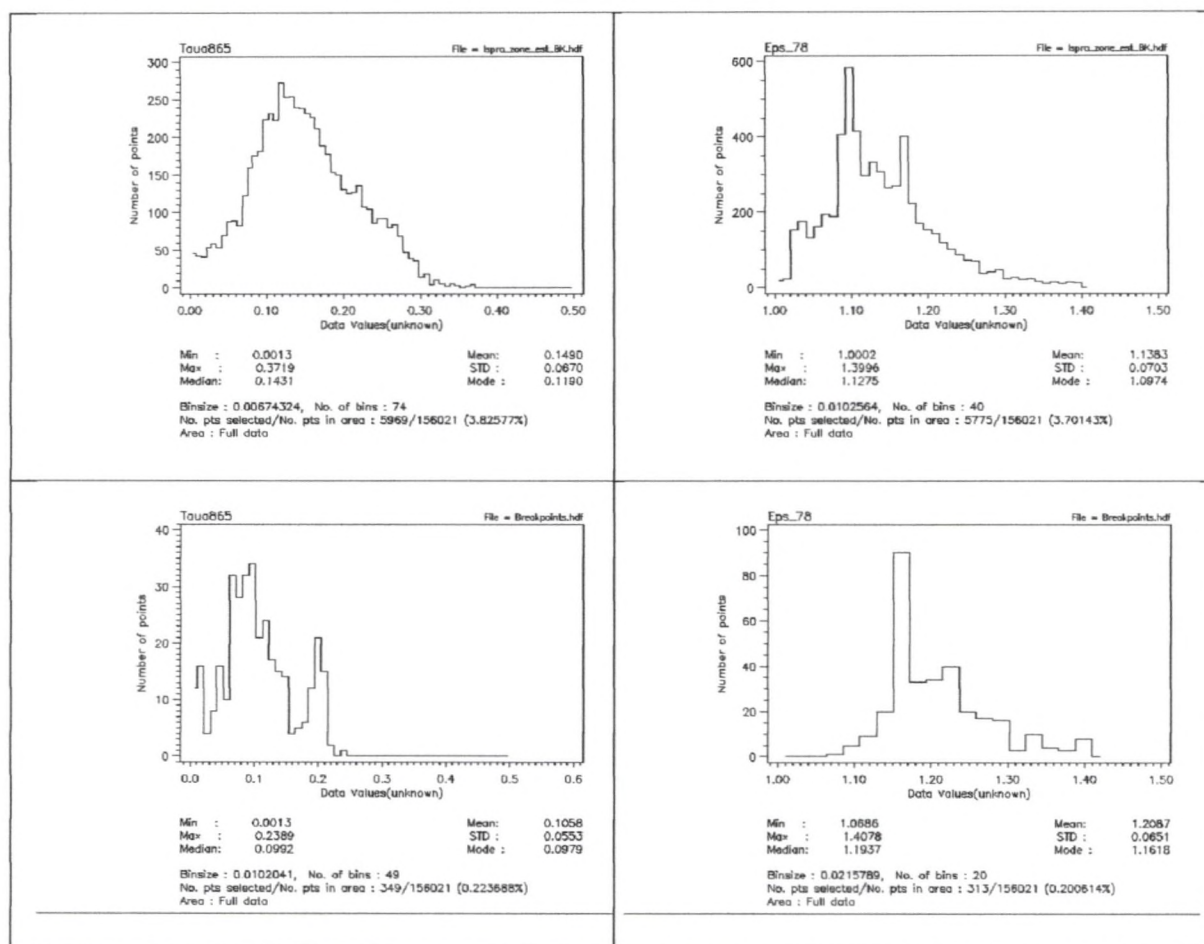 Taua865 File = Ispra_zone_est_BK.hdf
300
250
200
150
100
50
0
Number of points
0.00 0.10 0.20 0.30 0.40 0.50
Data Values(unknown)
Min : 0.0013 Mean: 0.1490
Max : 0.3719 STD : 0.0670
Median: 0.1431 Mode : 0.1190
Binsize : 0.00674324, No. of bins : 74
No. pts selected/No. pts in area : 5969/156021 (3.82577%)
Area : Full data
Eps_78 File = Ispra_zone_est_BK.hdf
600
400
200
0
Number of points
1.00 1.10 1.20 1.30 1.40 1.50
Data Values(unknown)
Min : 1.0002 Mean: 1.1383
Max : 1.3996 STD : 0.0703
Median: 1.1275 Mode : 1.0974
Binsize : 0.0102564, No. of bins : 40
No. pts selected/No. pts in area : 5775/156021 (3.70143%)
Area : Full data
Taua865 File = Breakpoints.hdf
40
30
20
10
0
Number of points
0.0 0.1 0.2 0.3 0.4 0.5 0.6
Data Values(unknown)
Min : 0.0013 Mean: 0.1058
Max : 0.2389 STD : 0.0553
Median: 0.0992 Mode : 0.0979
Binsize : 0.0102041, No. of bins : 49
No. pts selected/No. pts in area : 349/156021 (0.223688%)
Area : Full data
Eps_78 File = Breakpoints.hdf
100
80
60
40
20
0
Number of points
1.00 1.10 1.20 1.30 1.40 1.50
Data Values(unknown)
Min : 1.0686 Mean: 1.2087
Max : 1.4078 STD : 0.0651
Median: 1.1937 Mode : 1.1618
Binsize : 0.0215789, No. of bins : 20
No. pts selected/No. pts in area : 313/156021 (0.200614%)
Area : Full data